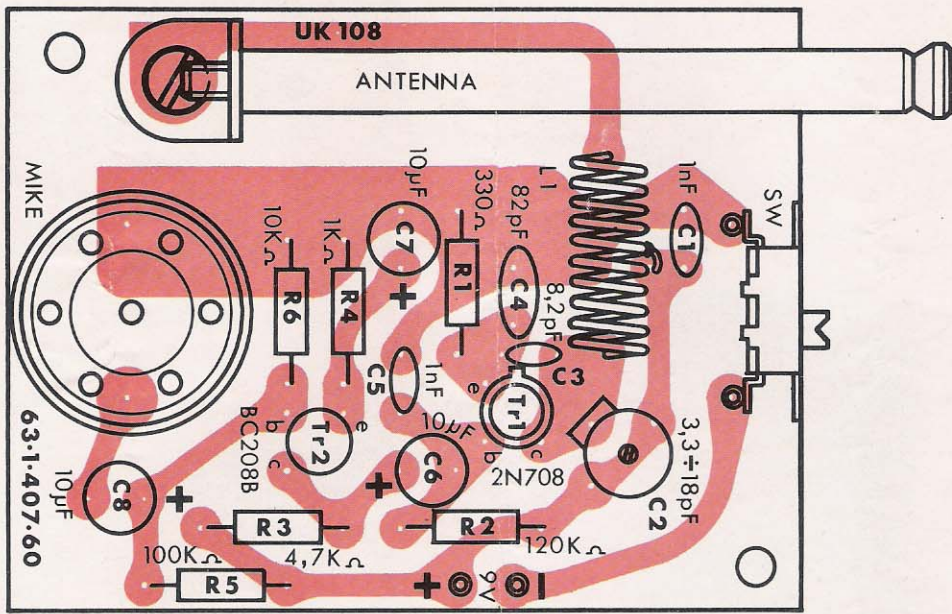 UK 108
ANTENNA
MIKE
10µF
C7
330Ω
R1
L1
82pF
C4
8,2pF
C3
1nF
C1
SW
10KΩ
R6
1KΩ
R4
+
C5
1nF
e
Tr1
b
c
2N708
BC208B
b
Tr2
e
c
10µF
C6
+
3,3÷18pF
C2
63·1·407·60
10µF
C8
+
R3
4,7KΩ
R2
120KΩ
100KΩ
R5
+
9V
-